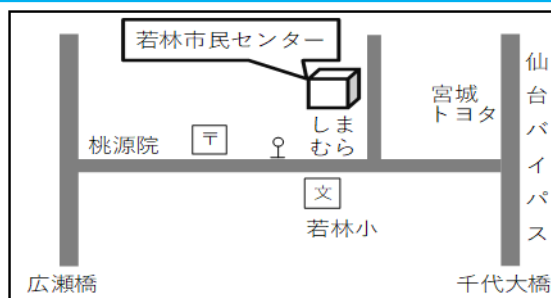 若林市民センター
仙台バイパス
宮城
トヨタ
しま
むら
桃源院
〒
文
若林小
広瀬橋
千代大橋